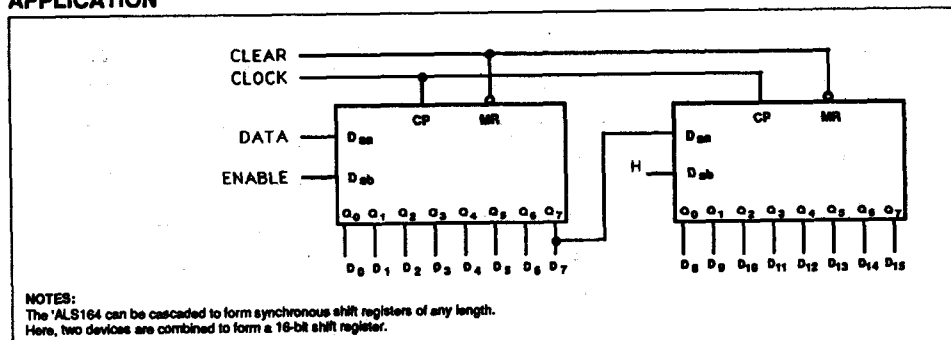 APPLICATION
CLEAR
CLOCK
CP MR CP MR
DATA Dsa Dsa
ENABLE Dsb H Dsb
Q0 Q1 Q2 Q3 Q4 Q5 Q6 Q7 Q0 Q1 Q2 Q3 Q4 Q5 Q6 Q7
D0 D1 D2 D3 D4 D5 D6 D7 D8 D9 D10 D11 D12 D13 D14 D15
NOTES:
The 'ALS164 can be cascaded to form synchronous shift registers of any length.
Here, two devices are combined to form a 16-bit shift register.